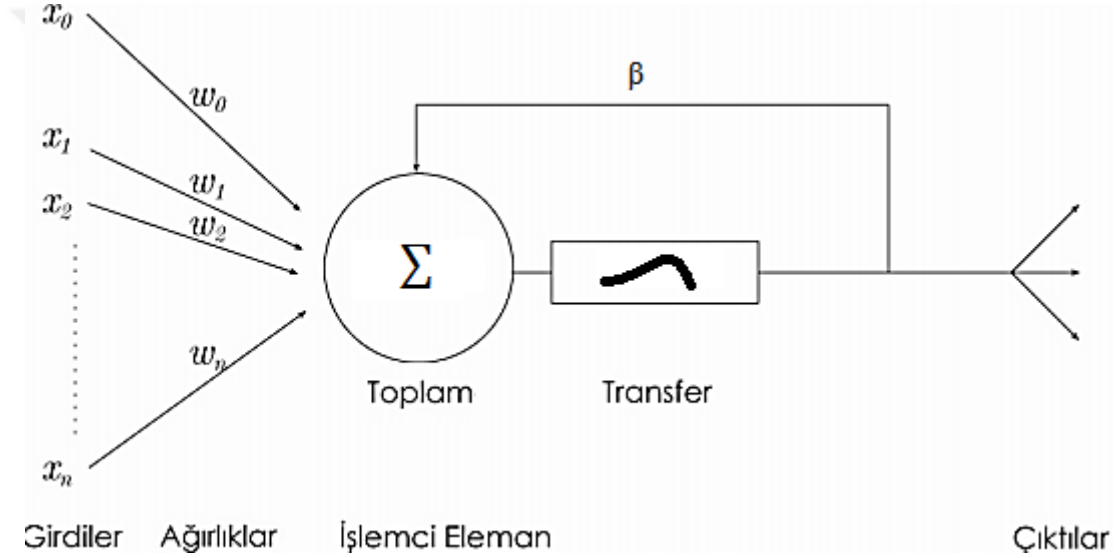 x0
w0
β
x1
w1
x2
w2
Σ
wn
Toplam Transfer
xn
Girdiler Ağırlıklar İşlemci Eleman Çıktılar